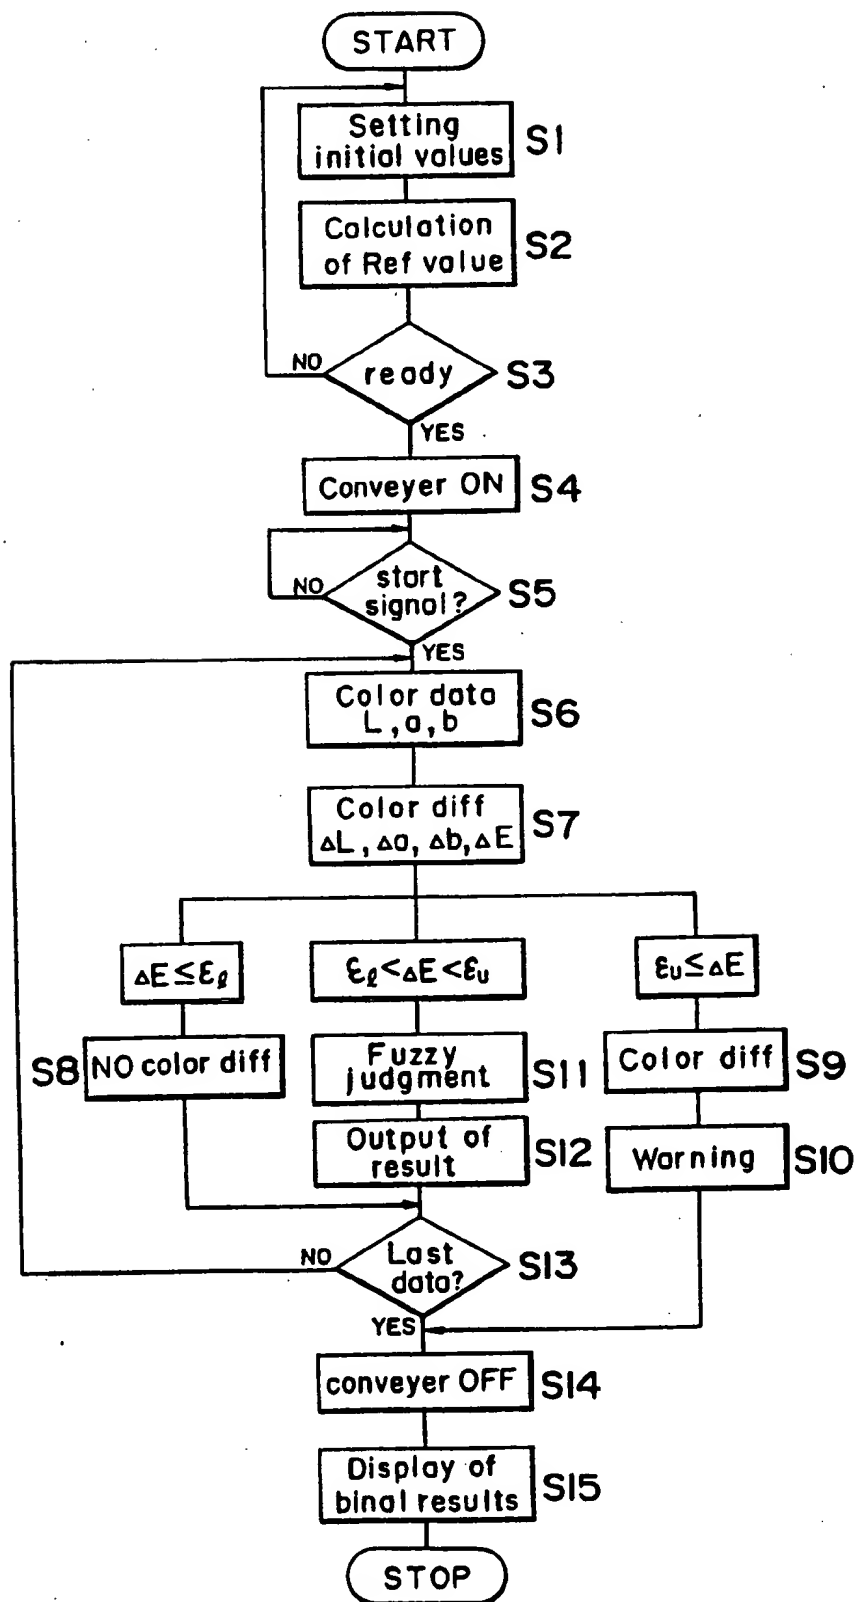 START
Setting
initial values
S1
Calculation
of Ref value
S2
NO
ready
S3
YES
Conveyer ON
S4
NO
start
signal?
S5
YES
Color data
L, a, b
S6
Color diff
ΔL, Δa, Δb, ΔE
S7
ΔE≦εℓ
εℓ<ΔE<εu
εu≦ΔE
S8
NO color diff
Fuzzy
judgment
S11
Color diff
S9
Output of
result
S12
Warning
S10
NO
Last
data?
S13
YES
conveyer OFF
S14
Display of
binal results
S15
STOP